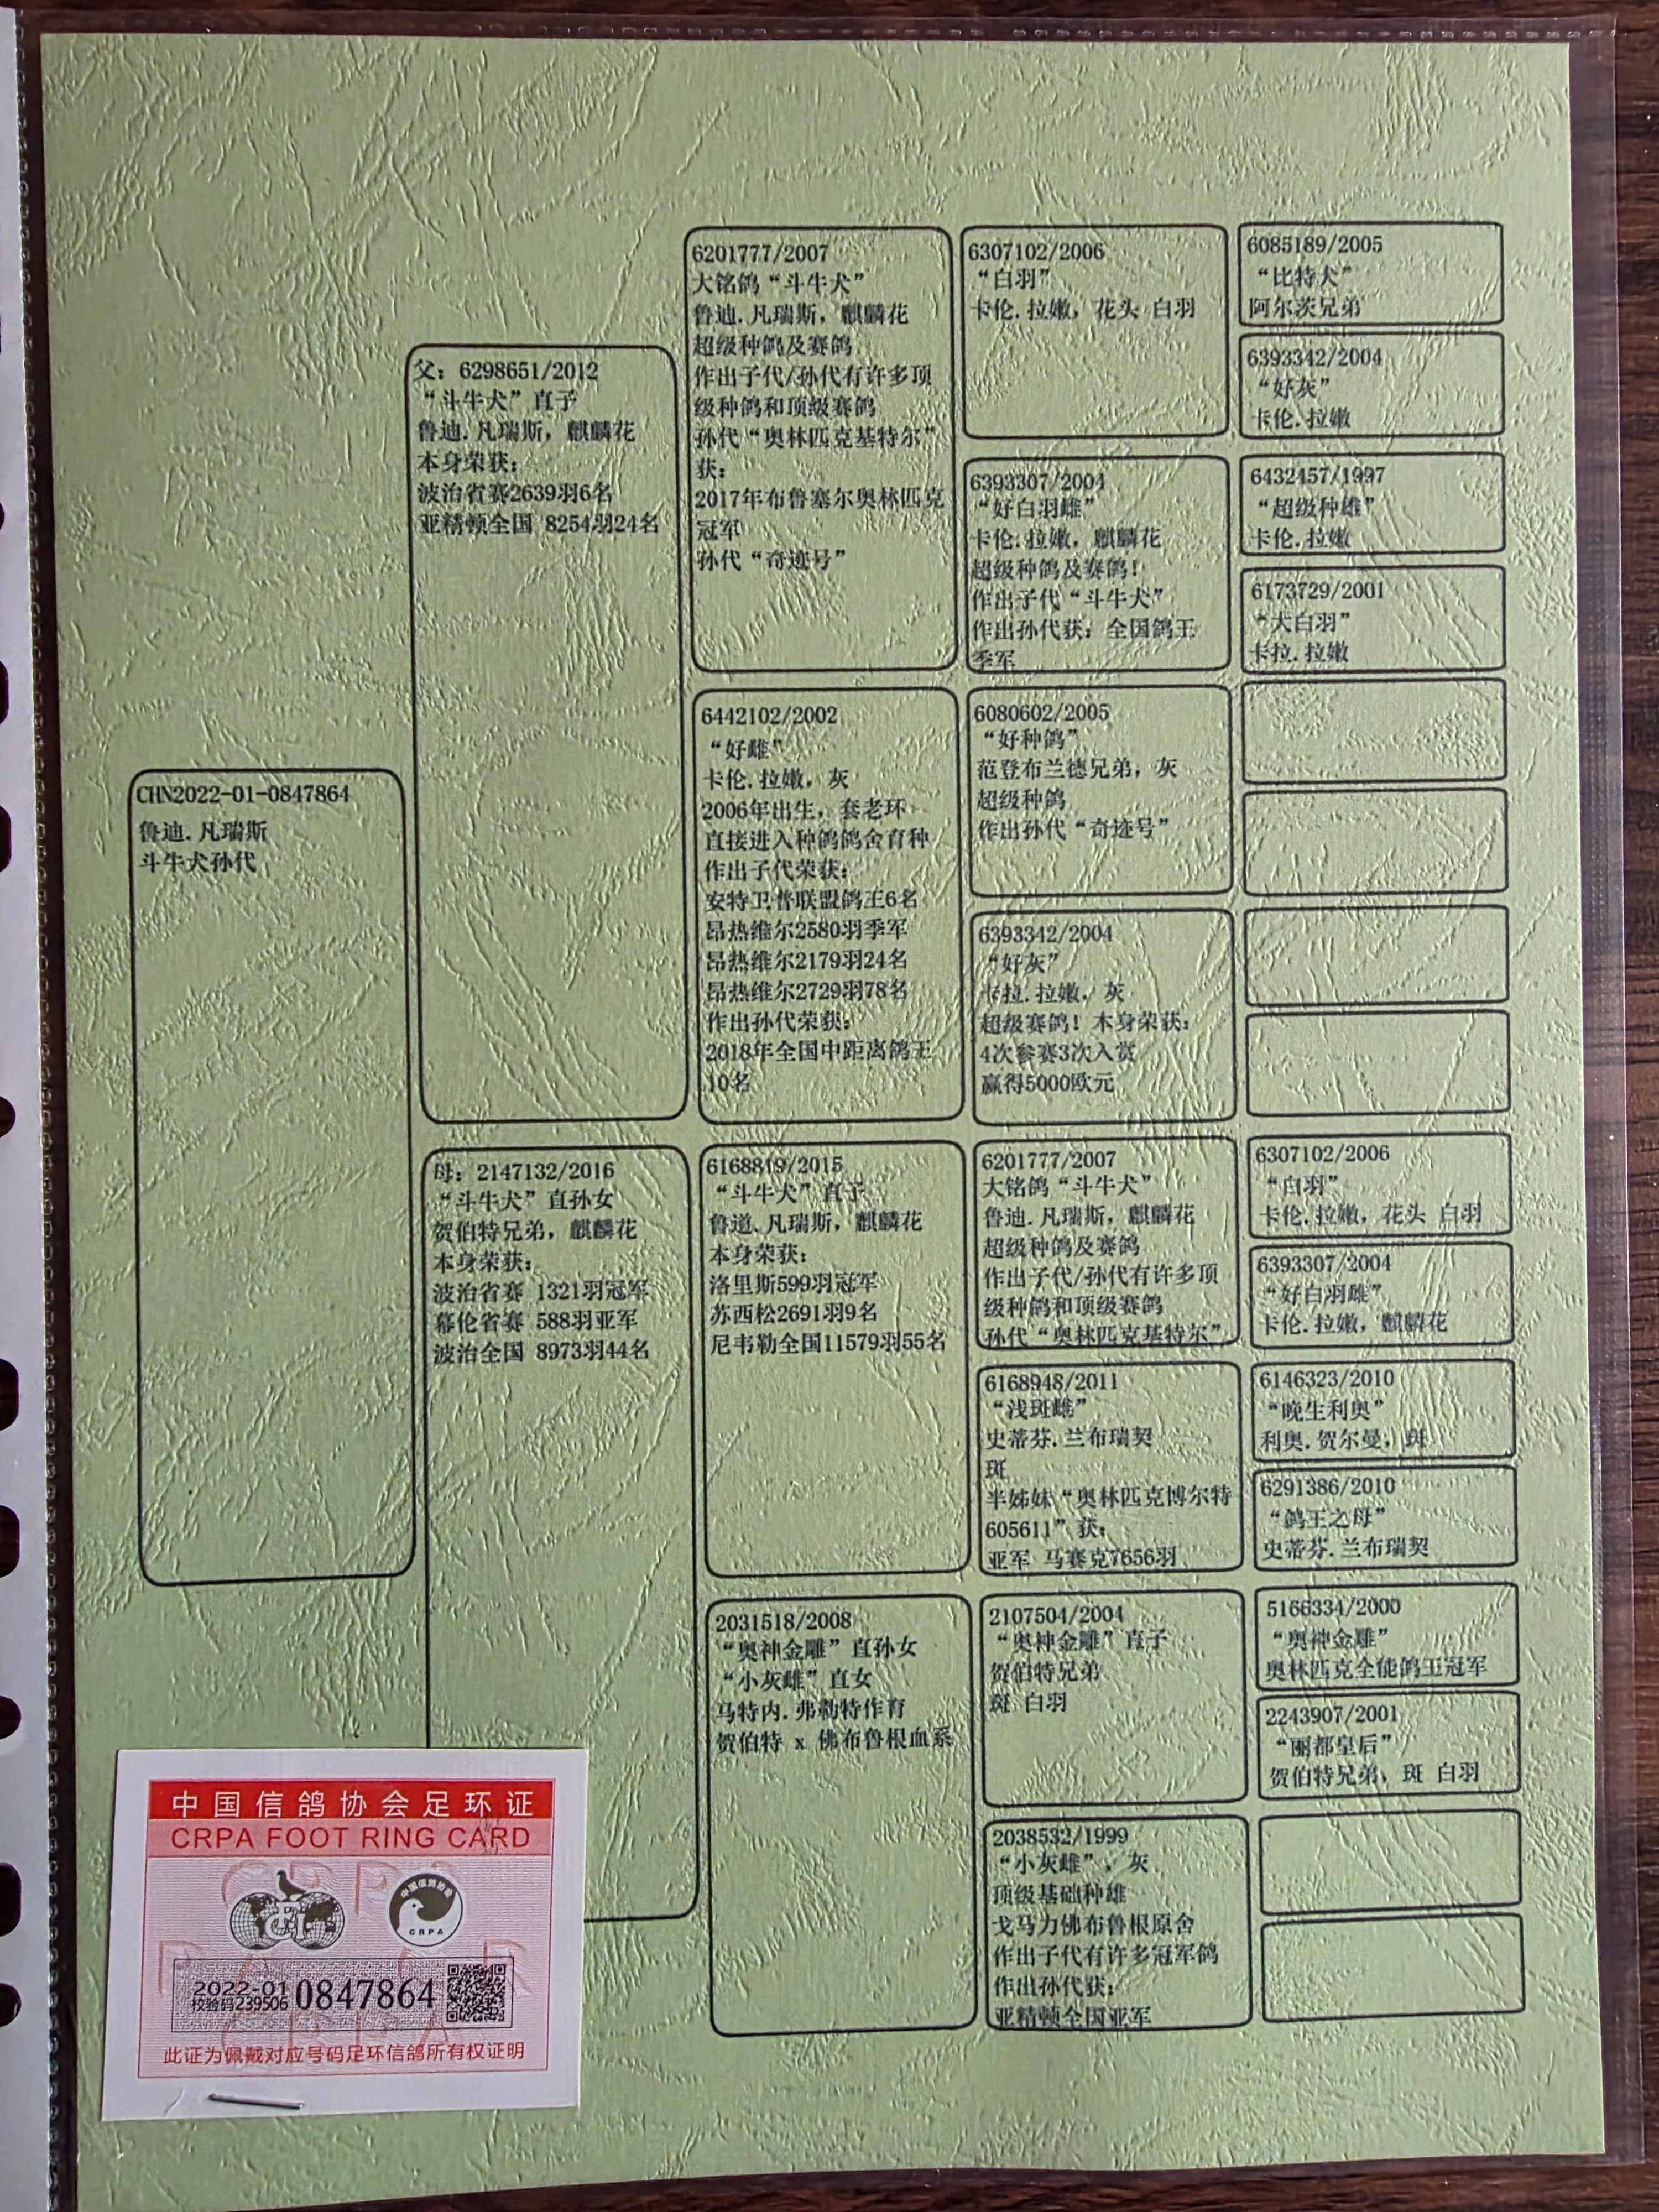 CHN2022-01-0847864
鲁迪.凡瑞斯
斗牛犬孙代
父：6298651/2012
“斗牛犬”直子
鲁迪.凡瑞斯，麒麟花
本身荣获：
波治省赛2639羽6名
亚精顿全国 8254羽24名
母：2147132/2016
“斗牛犬”直孙女
贺伯特兄弟，麒麟花
本身荣获：
波治省赛 1321羽冠军
幕伦省赛 588羽亚军
波治全国 8973羽44名
6201777/2007
大铭鸽“斗牛犬”
鲁迪.凡瑞斯，麒麟花
超级种鸽及赛鸽
作出子代/孙代有许多顶
级种鸽和顶级赛鸽
孙代“奥林匹克基特尔”
获：
2017年布鲁塞尔奥林匹克
冠军
孙代“奇迹号”
6442102/2002
“好雌”
卡伦.拉嫩，灰
2006年出生，套老环
直接进入种鸽鸽舍育种
作出子代荣获：
安特卫普联盟鸽王6名
昂热维尔2580羽季军
昂热维尔2179羽24名
昂热维尔2729羽78名
作出孙代荣获：
2018年全国中距离鸽王
10名
6168819/2015
“斗牛犬”直子
鲁道.凡瑞斯，麒麟花
本身荣获：
洛里斯599羽冠军
苏西松2691羽9名
尼韦勒全国11579羽55名
2031518/2008
“奥神金雕”直孙女
“小灰雌”直女
马特内.弗勒特作育
贺伯特 x 佛布鲁根血系
6307102/2006
“白羽”
卡伦.拉嫩，花头 白羽
6393307/2004
“好白羽雌”
卡伦.拉嫩，麒麟花
超级种鸽及赛鸽！
作出子代“斗牛犬”
作出孙代获：全国鸽王
季军
6080602/2005
“好种鸽”
范登布兰德兄弟，灰
超级种鸽
作出孙代“奇迹号”
6393342/2004
“好灰”
卡拉.拉嫩，灰
超级赛鸽！本身荣获：
4次参赛3次入赏
赢得5000欧元
6201777/2007
大铭鸽“斗牛犬”
鲁迪.凡瑞斯，麒麟花
超级种鸽及赛鸽
作出子代/孙代有许多顶
级种鸽和顶级赛鸽
孙代“奥林匹克基特尔”
6168948/2011
“浅斑雌”
史蒂芬.兰布瑞契
斑
半姊妹“奥林匹克博尔特
605611”获：
亚军 马赛克7656羽
2107504/2004
“奥神金雕”直子
贺伯特兄弟
斑 白羽
2038532/1999
“小灰雌”，灰
顶级基础种雄
戈马力佛布鲁根原舍
作出子代有许多冠军鸽
作出孙代获：
亚精顿全国亚军
6085189/2005
“比特犬”
阿尔茨兄弟
6393342/2004
“好灰”
卡伦.拉嫩
6432457/1997
“超级种雄”
卡伦.拉嫩
6173729/2001
“大白羽”
卡拉.拉嫩
6307102/2006
“白羽”
卡伦.拉嫩，花头 白羽
6393307/2004
“好白羽雌”
卡伦.拉嫩，麒麟花
6146323/2010
“晚生利奥”
利奥.贺尔曼，斑
6291386/2010
“鸽王之母”
史蒂芬.兰布瑞契
5166334/2000
“奥神金雕”
奥林匹克全能鸽王冠军
2243907/2001
“丽都皇后”
贺伯特兄弟，斑 白羽
中国信鸽协会足环证
CRPA FOOT RING CARD
中国信鸽协会
CRPA
2022-01
校验码239506
0847864
此证为佩戴对应号码足环信鸽所有权证明